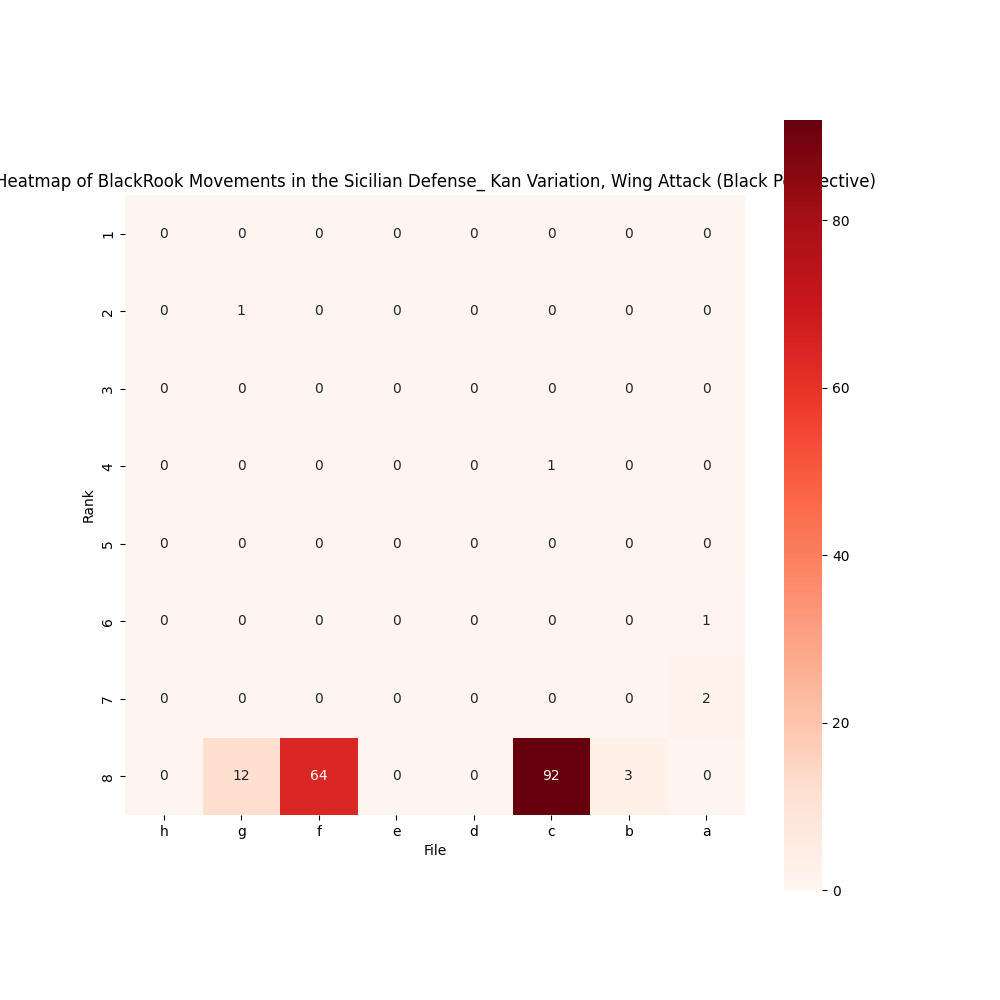 Heatmap of BlackRook Movements in the Sicilian Defense_ Kan Variation, Wing Attack (Black P ective)
1 0 0 0 0 0 0 0 0
2 0 1 0 0 0 0 0 0
3 0 0 0 0 0 0 0 0
4 0 0 0 0 0 1 0 0
5 0 0 0 0 0 0 0 0
6 0 0 0 0 0 0 0 1
7 0 0 0 0 0 0 0 2
8 0 12 64 0 0 92 3 0
h g f e d c b a
File
Rank
80
60
40
20
0